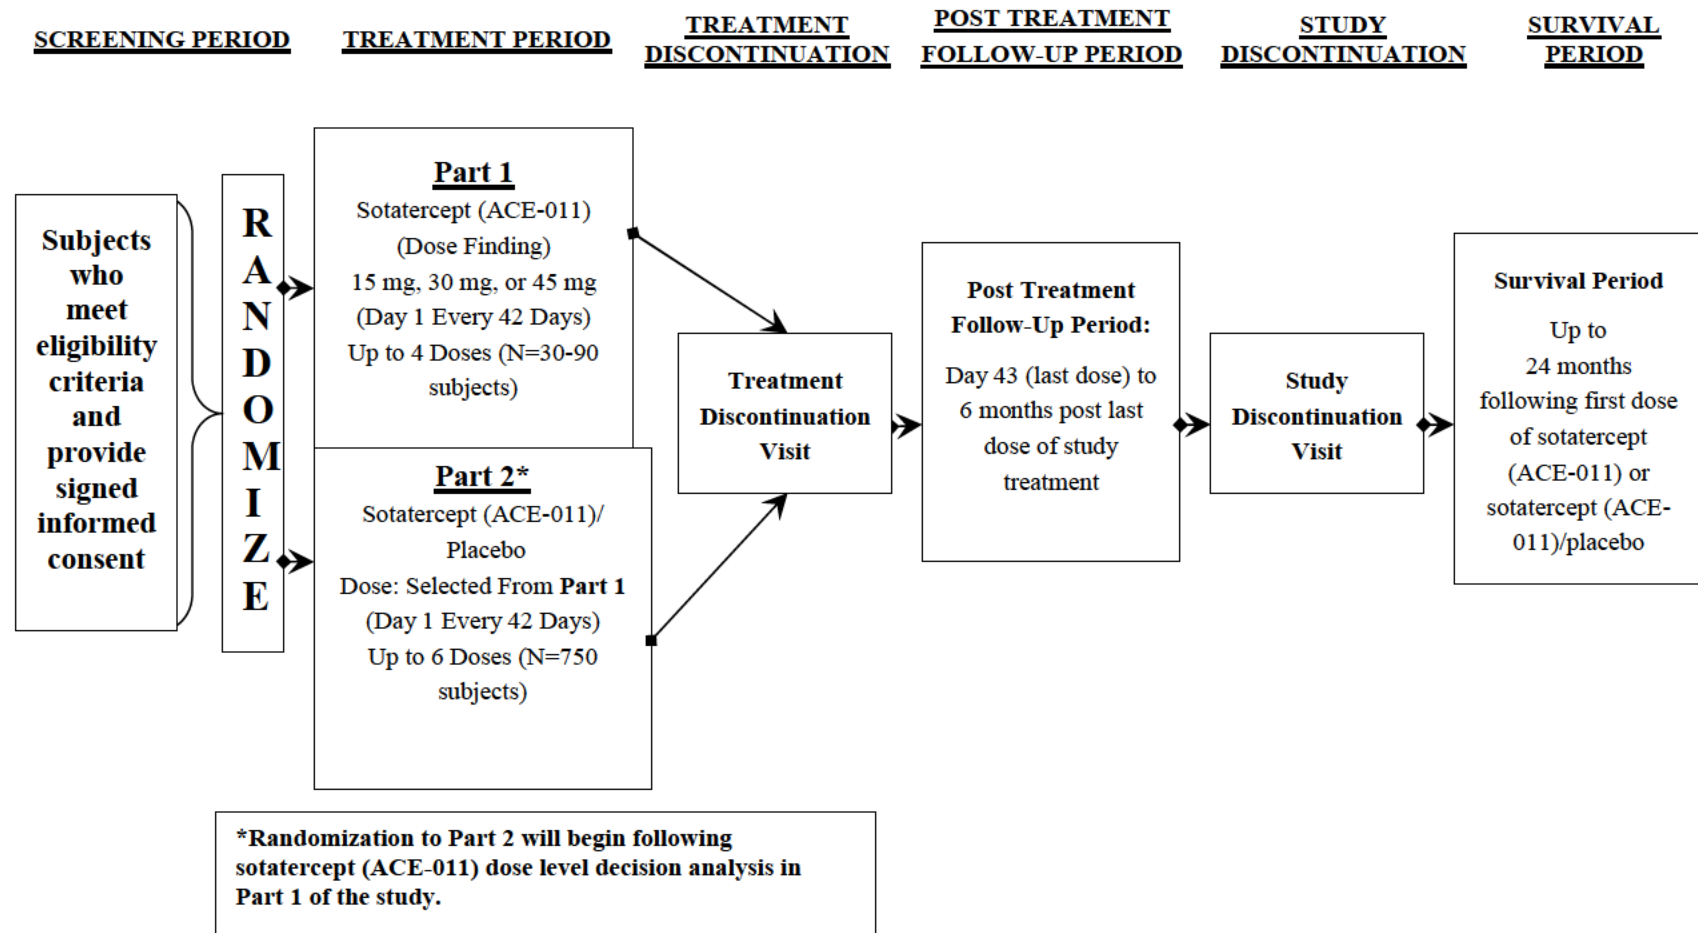 SCREENING PERIOD
TREATMENT PERIOD
TREATMENT
DISCONTINUATION
POST TREATMENT
FOLLOW-UP PERIOD
STUDY
DISCONTINUATION
SURVIVAL
PERIOD
Subjects
who
meet
eligibility
criteria
and
provide
signed
informed
consent
R
A
N
D
O
M
I
Z
E
Part 1
Sotatercept (ACE-011)
(Dose Finding)
15 mg, 30 mg, or 45 mg
(Day 1 Every 42 Days)
Up to 4 Doses (N=30-90
subjects)
Part 2*
Sotatercept (ACE-011)/
Placebo
Dose: Selected From Part 1
(Day 1 Every 42 Days)
Up to 6 Doses (N=750
subjects)
Treatment
Discontinuation
Visit
Post Treatment
Follow-Up Period:
Day 43 (last dose) to
6 months post last
dose of study
treatment
Study
Discontinuation
Visit
Survival Period
Up to
24 months
following first dose
of sotatercept
(ACE-011) or
sotatercept (ACE-
011)/placebo
*Randomization to Part 2 will begin following
sotatercept (ACE-011) dose level decision analysis in
Part 1 of the study.